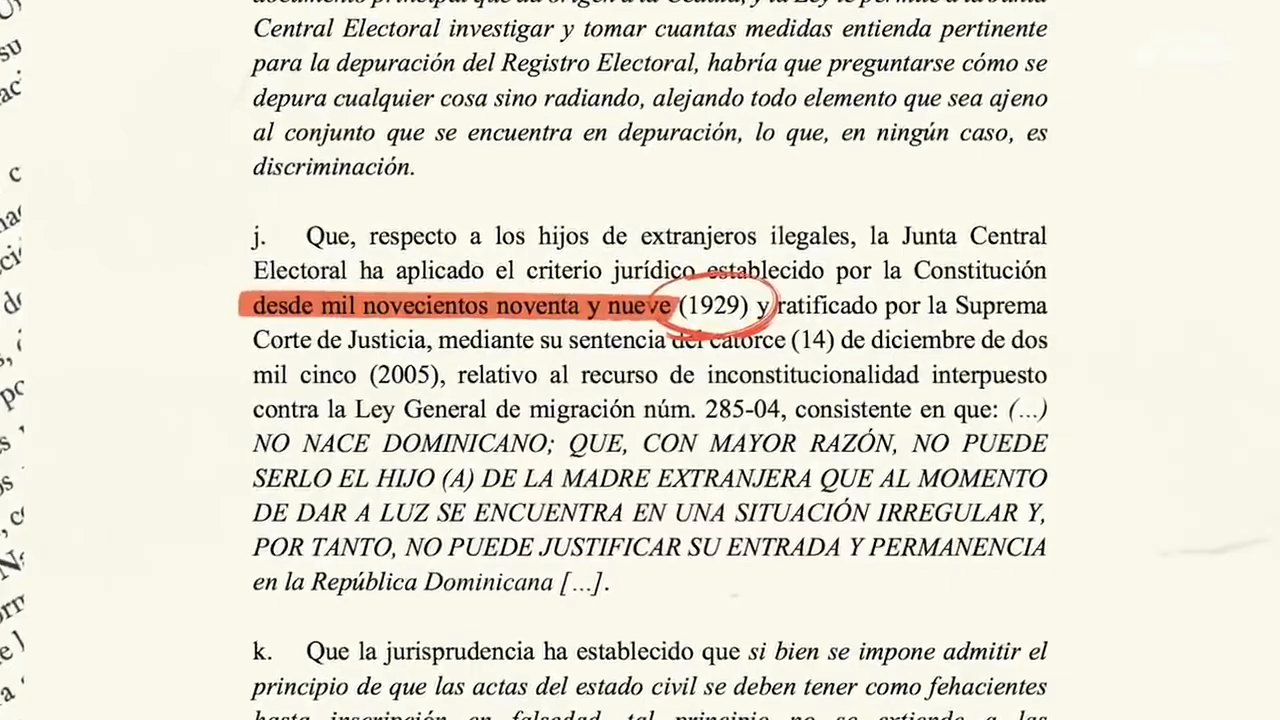 Central Electoral investigar y tomar cuantas medidas entienda pertinente
para la depuración del Registro Electoral, habría que preguntarse cómo se
depura cualquier cosa sino radiando, alejando todo elemento que sea ajeno
al conjunto que se encuentra en depuración, lo que, en ningún caso, es
discriminación.
j. Que, respecto a los hijos de extranjeros ilegales, la Junta Central
Electoral ha aplicado el criterio jurídico establecido por la Constitución
desde mil novecientos noventa y nueve (1929) y ratificado por la Suprema
Corte de Justicia, mediante su sentencia del catorce (14) de diciembre de dos
mil cinco (2005), relativo al recurso de inconstitucionalidad interpuesto
contra la Ley General de migración núm. 285-04, consistente en que: (...)
NO NACE DOMINICANO; QUE, CON MAYOR RAZÓN, NO PUEDE
SERLO EL HIJO (A) DE LA MADRE EXTRANJERA QUE AL MOMENTO
DE DAR A LUZ SE ENCUENTRA EN UNA SITUACIÓN IRREGULAR Y,
POR TANTO, NO PUEDE JUSTIFICAR SU ENTRADA Y PERMANENCIA
en la República Dominicana [...].
k. Que la jurisprudencia ha establecido que si bien se impone admitir el
principio de que las actas del estado civil se deben tener como fehacientes